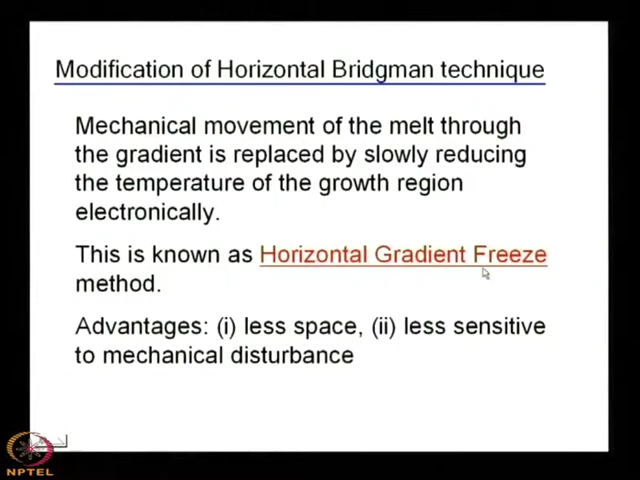 Modification of Horizontal Bridgman technique
Mechanical movement of the melt through
the gradient is replaced by slowly reducing
the temperature of the growth region
electronically.
This is known as Horizontal Gradient Freeze
method.
Advantages: (i) less space, (ii) less sensitive
to mechanical disturbance
NPTEL